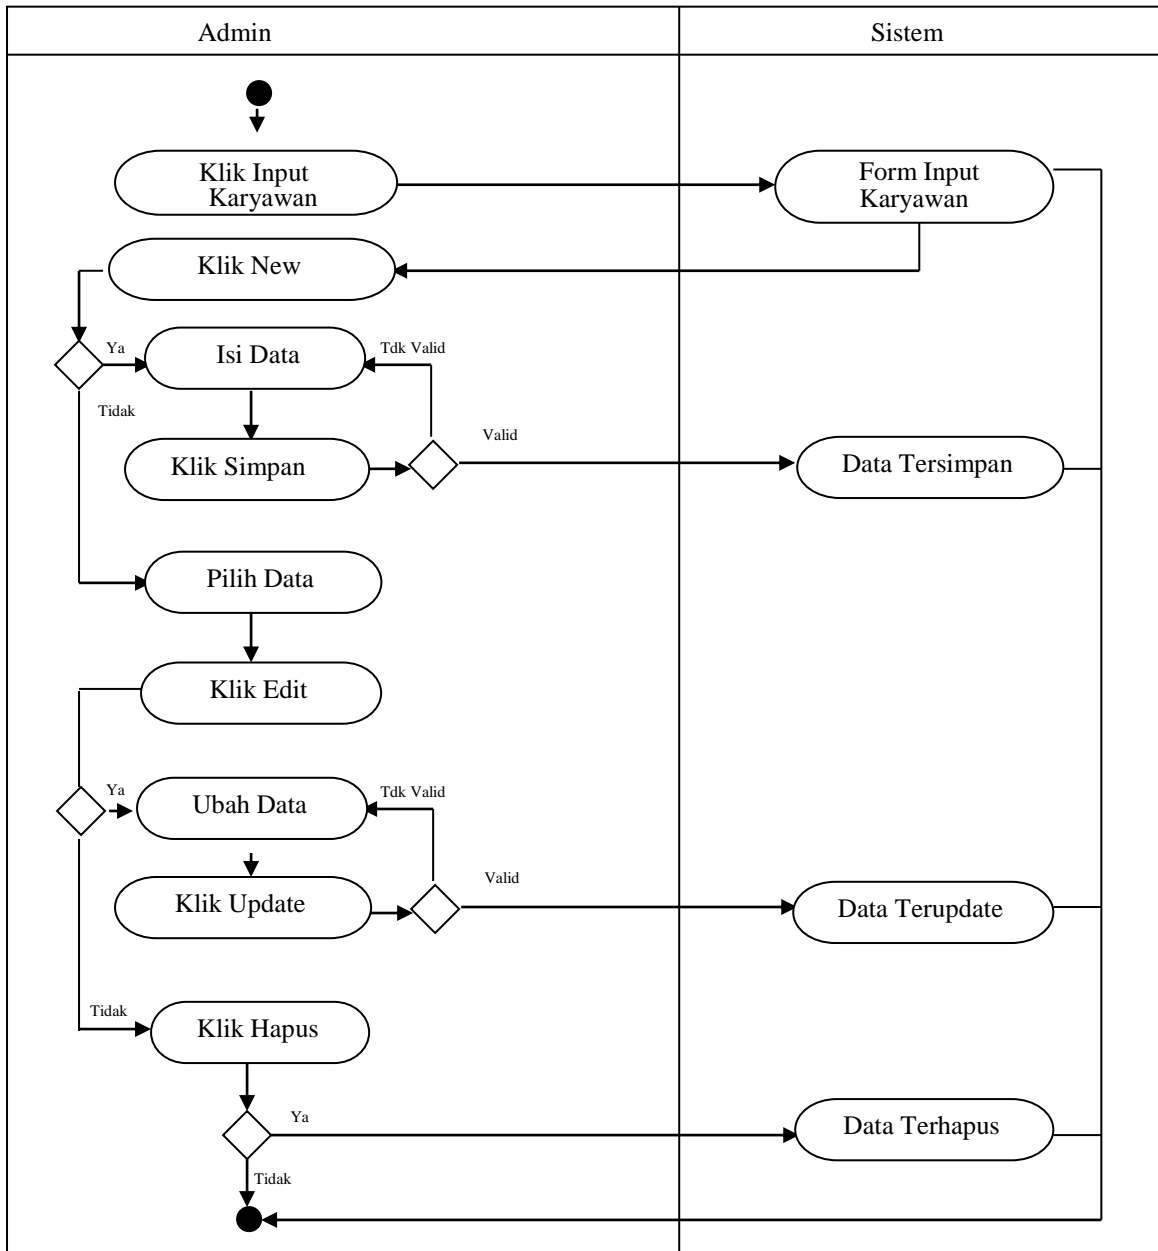 Admin
Sistem
Klik Input
Karyawan
Form Input
Karyawan
Klik New
Ya
Isi Data
Tdk Valid
Tidak
Klik Simpan
Valid
Data Tersimpan
Pilih Data
Klik Edit
Ya
Ubah Data
Tdk Valid
Klik Update
Valid
Data Terupdate
Tidak
Klik Hapus
Ya
Data Terhapus
Tidak